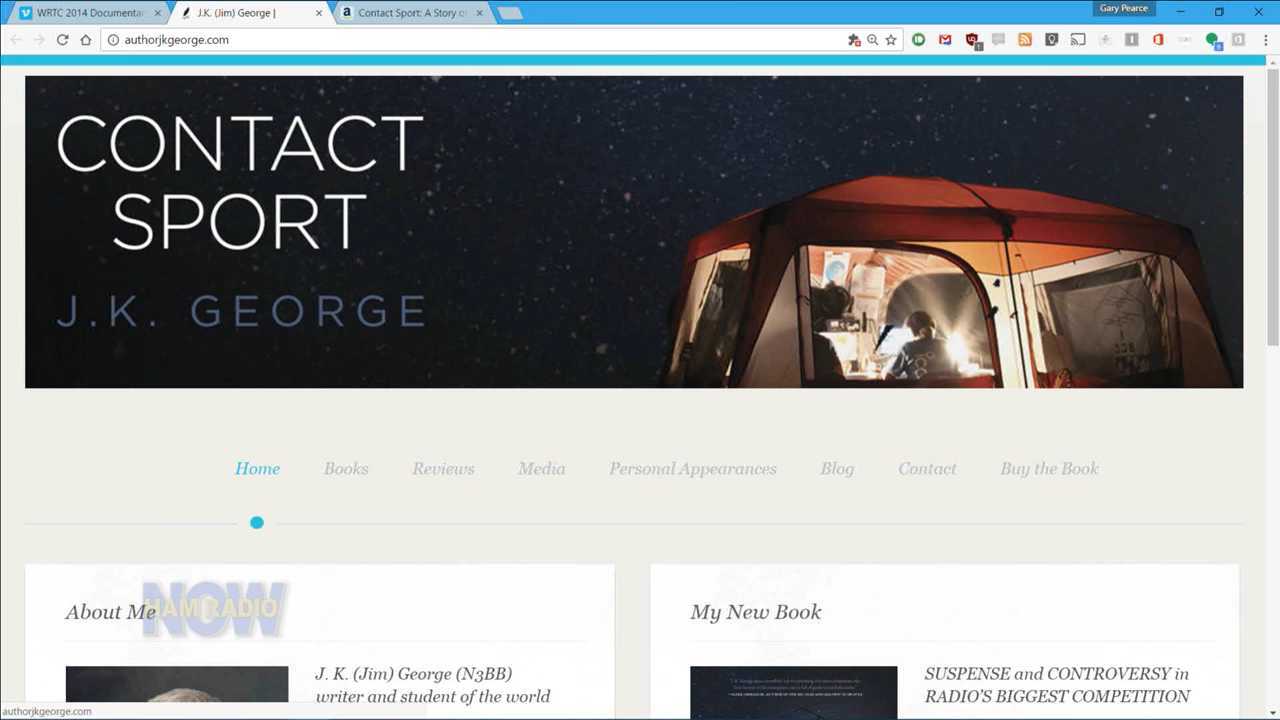 WRTC 2014 Documenta
J.K. (Jim) George |
Contact Sport: A Story of
Gary Pearce
authorjkgeorge.com
CONTACT
SPORT
J.K. GEORGE
Home Books Reviews Media Personal Appearances Blog Contact Buy the Book
NOW
HAM RADIO
About Me
My New Book
J. K. (Jim) George (N3BB)
writer and student of the world
SUSPENSE and CONTROVERSY in
RADIO'S BIGGEST COMPETITION
authorjkgeorge.com